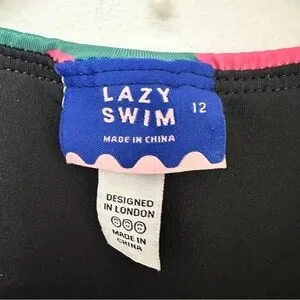 LAZY
SWIM
12
MADE IN CHINA
DESIGNED
IN LONDON
MADE IN
CHINA